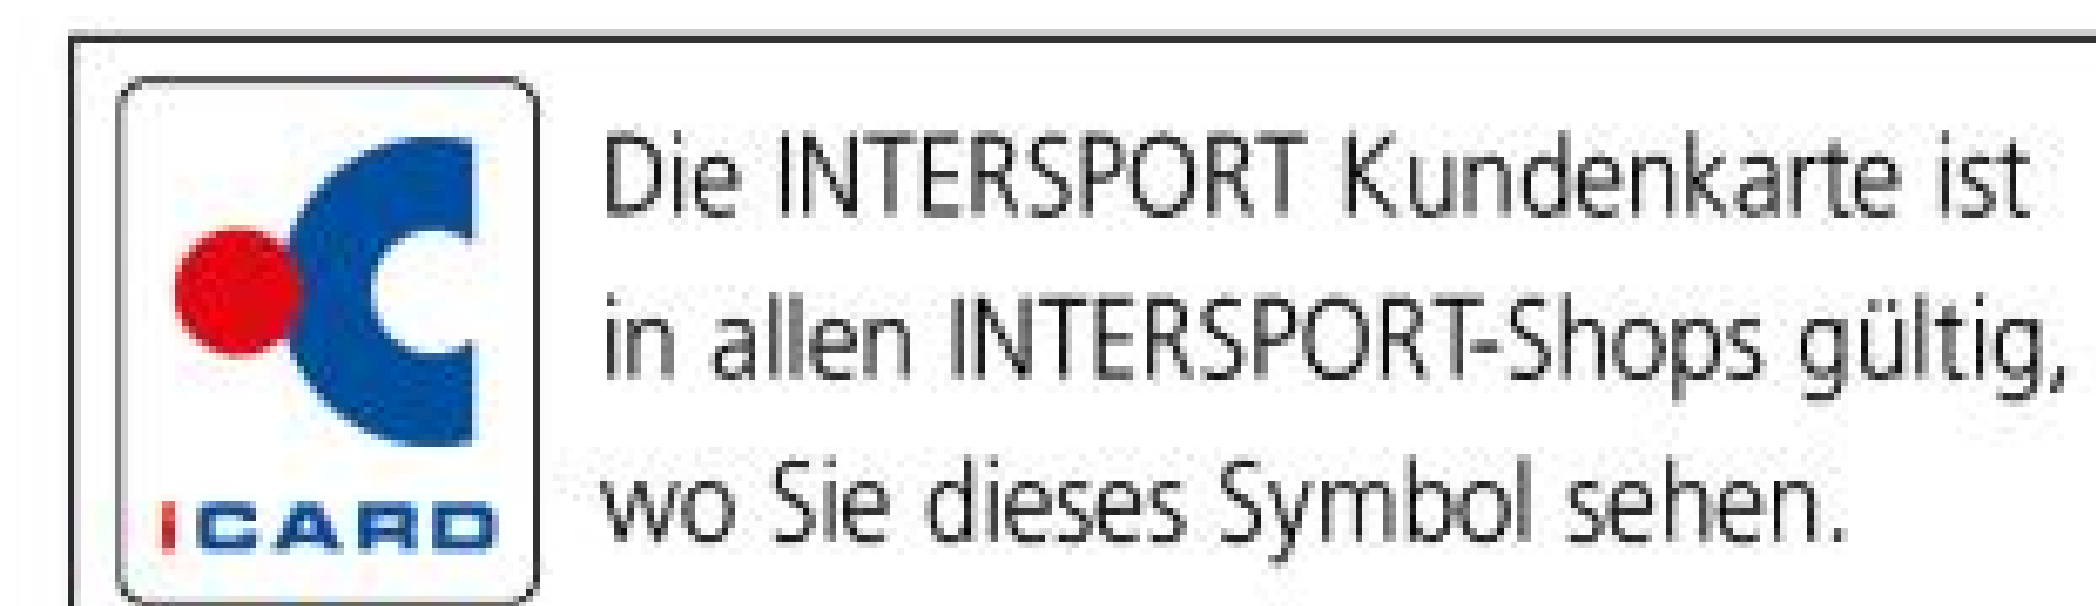 Die INTERSPORT Kundenkarte ist
in allen INTERSPORT-Shops gültig,
wo Sie dieses Symbol sehen.
ICARD